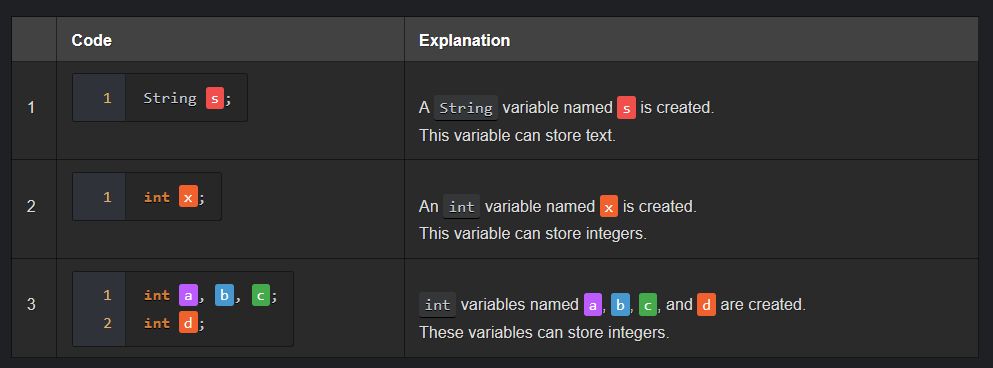 Code Explanation
1 1 String s; A String variable named s is created.
This variable can store text.
2 1 int x; An int variable named x is created.
This variable can store integers.
3 1 int a, b, c; int variables named a, b, c, and d are created.
2 int d; These variables can store integers.